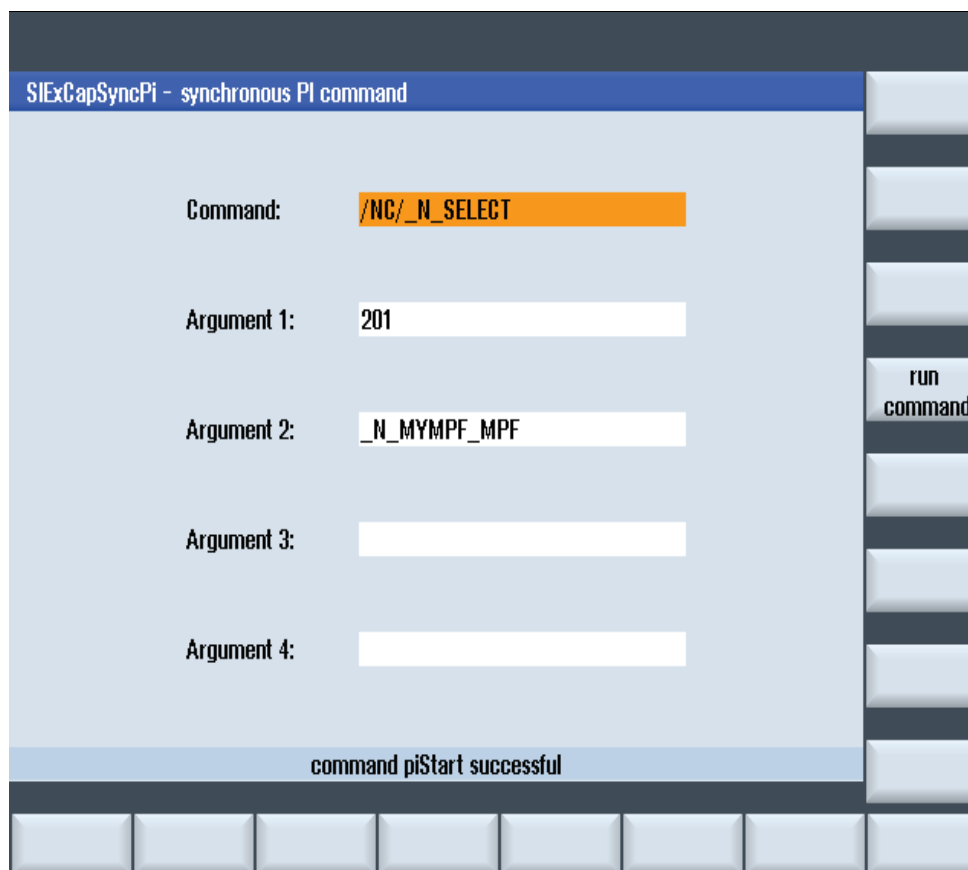 SlExCapSyncPi - synchronous PI command
Command: /NC/_N_SELECT
Argument 1: 201
run
command
Argument 2: _N_MYMPF_MPF
Argument 3:
Argument 4:
command piStart successful